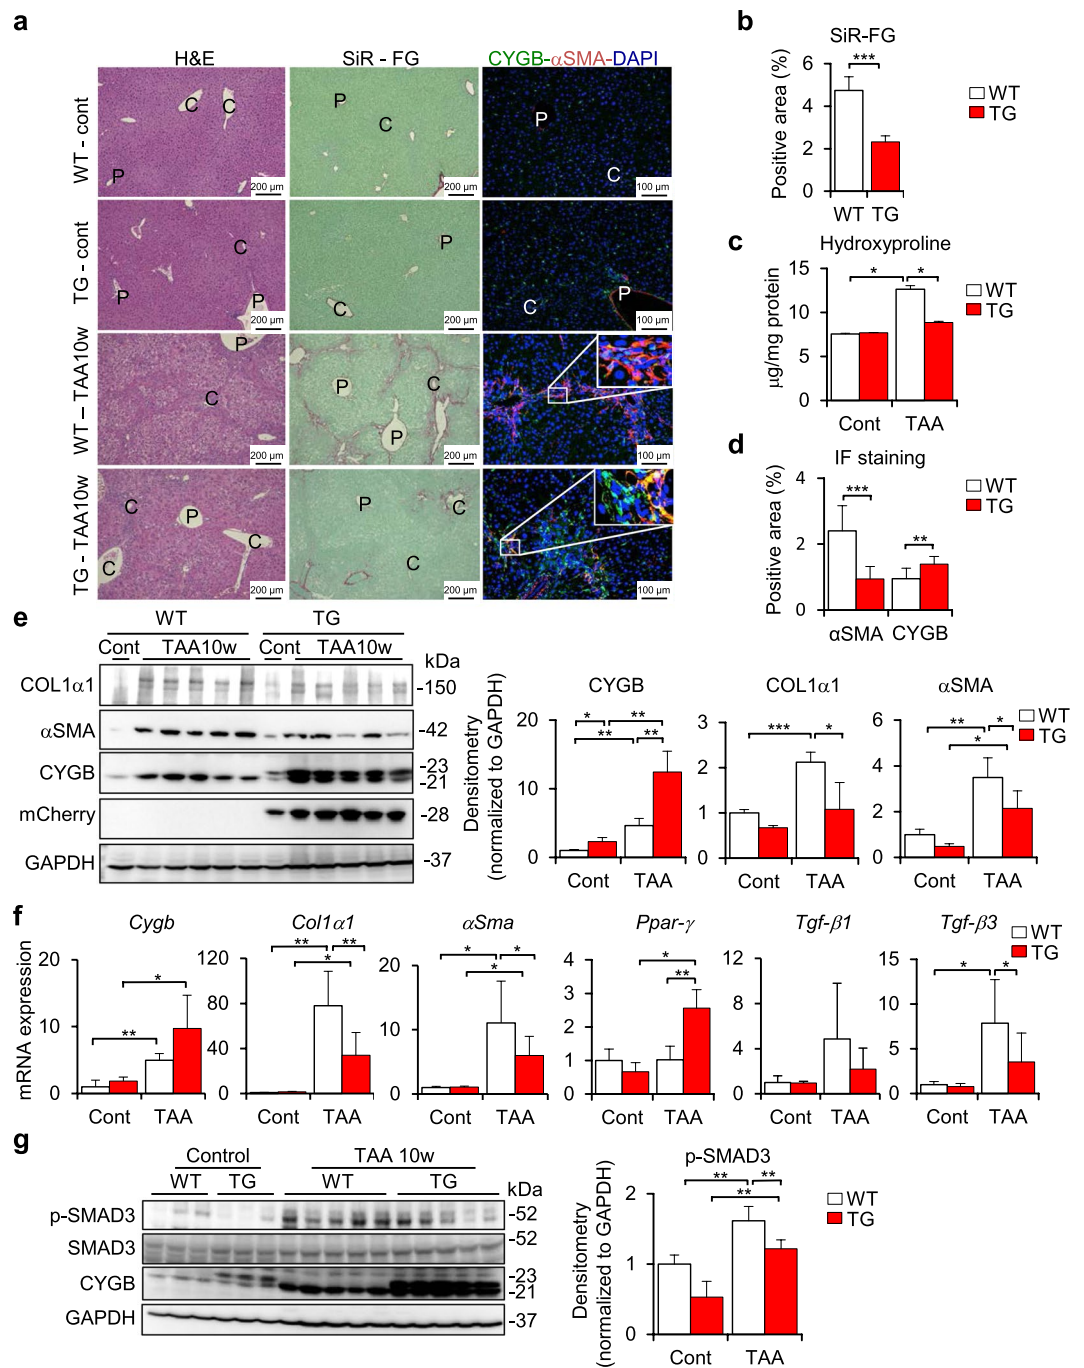 a
H&E
SiR - FG
CYGB-αSMA-DAPI
WT - cont
C
C
P
200 µm
P
C
200 µm
P
C
100 µm
TG - cont
C
P
P
200 µm
P
C
200 µm
P
C
100 µm
WT – TAA10w
P
C
200 µm
P
C
P
200 µm
100 µm
TG - TAA10w
C
P
C
C
200 µm
P
C
C
200 µm
100 µm
b
SiR-FG
Positive area (%)
6
4
2
0
***
WT TG
WT
TG
c
Hydroxyproline
µg/mg protein
15
10
5
0
* *
Cont TAA
WT
TG
d
IF staining
Positive area (%)
4
2
0
***
**
αSMA CYGB
WT
TG
e
WT TG
Cont TAA10w Cont TAA10w
kDa
COL1α1 -150
αSMA -42
CYGB -23
-21
mCherry -28
GAPDH -37
Densitometry
(normalized to GAPDH)
CYGB
20
10
0
* **
** **
Cont TAA
COL1α1
3
2
1
0
*** *
Cont TAA
αSMA
6
4
2
0
** *
*
Cont TAA
WT
TG
f
mRNA expression
Cygb
20
10
0
*
**
Cont TAA
Col1α1
120
80
40
0
** **
*
Cont TAA
αSma
20
10
0
* *
*
Cont TAA
Ppar-γ
4
3
2
1
0
*
**
Cont TAA
Tgf-β1
12
8
4
0
Cont TAA
Tgf-β3
15
10
5
0
* *
Cont TAA
WT
TG
g
Control TAA 10w
WT TG WT TG
kDa
p-SMAD3 -52
SMAD3 -52
CYGB -23
-21
GAPDH -37
p-SMAD3
Densitometry
(normalized to GAPDH)
2
1
0
** **
**
Cont TAA
WT
TG